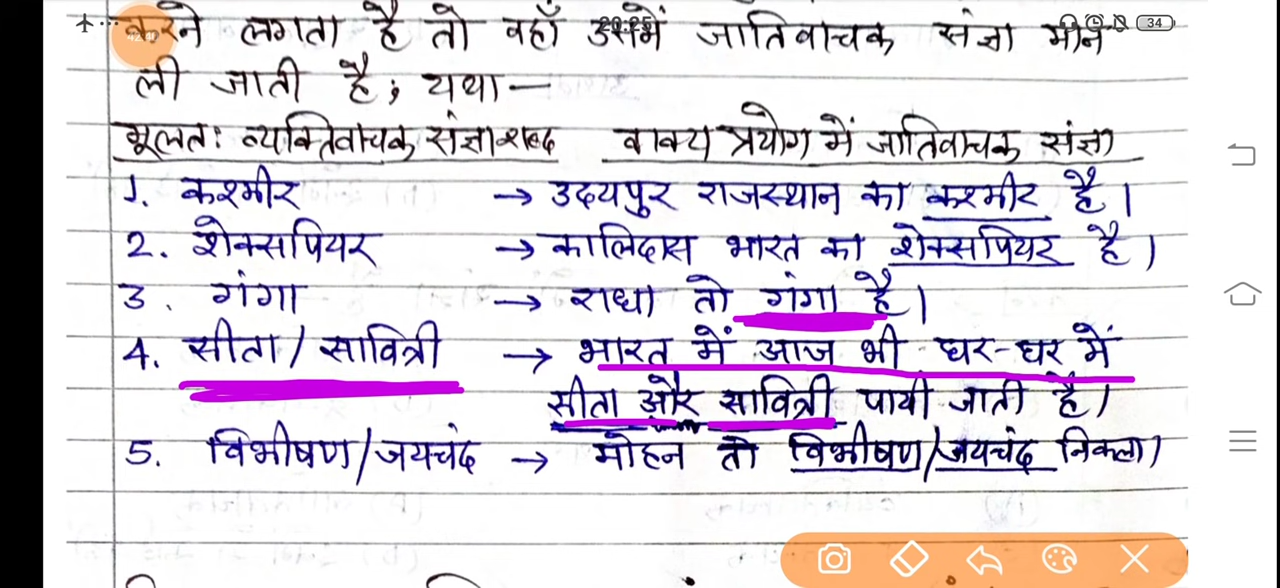 करने लगता है तो वहाँ उसमें जातिवाचक संज्ञा मान
ली जाती है; यथा —
मूलतः व्यक्तिवाचक संज्ञा शब्द वाक्य प्रयोग में जातिवाचक संज्ञा
1. कश्मीर → उदयपुर राजस्थान का कश्मीर है।
2. शेक्सपियर → कालिदास भारत का शेक्सपियर है।
3. गंगा → राधा तो गंगा है।
4. सीता / सावित्री → भारत में आज भी घर-घर में
सीता और सावित्री पायी जाती है।
5. विभीषण/जयचंद → मोहन तो विभीषण/जयचंद निकला।
34